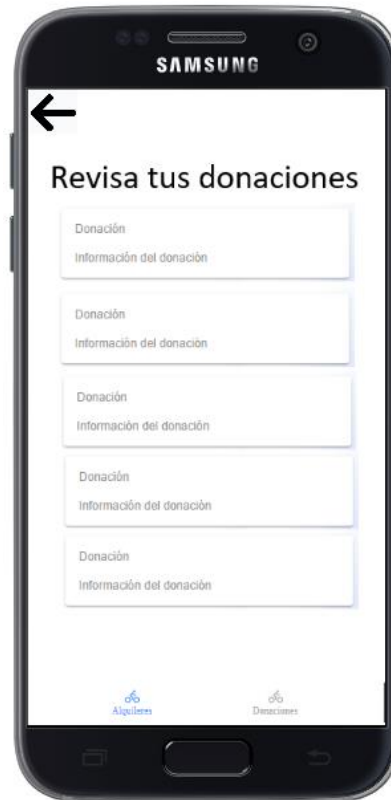 SAMSUNG
Revisa tus donaciones
Donación
Información del donación
Donación
Información del donación
Donación
Información del donación
Donación
Información del donación
Donación
Información del donación
Alquileres
Donaciones